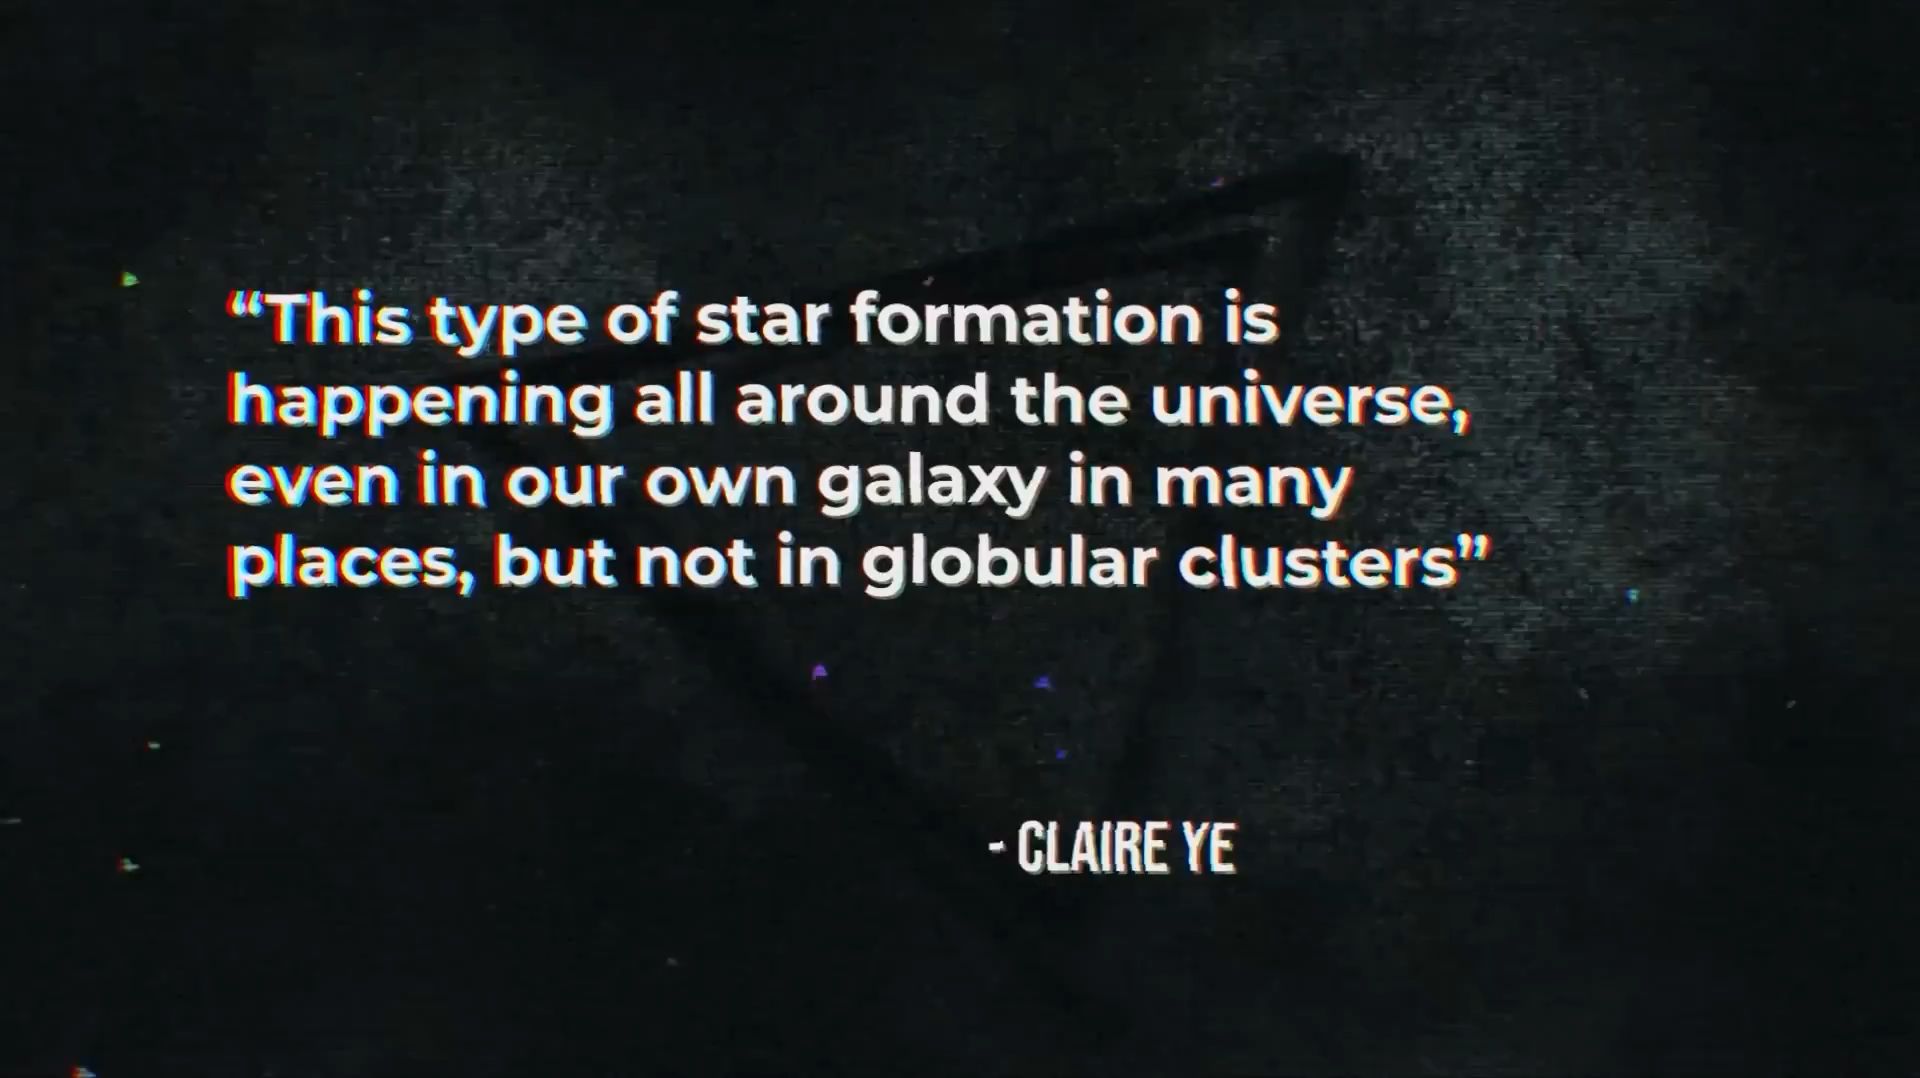 “This type of star formation is
happening all around the universe,
even in our own galaxy in many
places, but not in globular clusters”
- CLAIRE YE